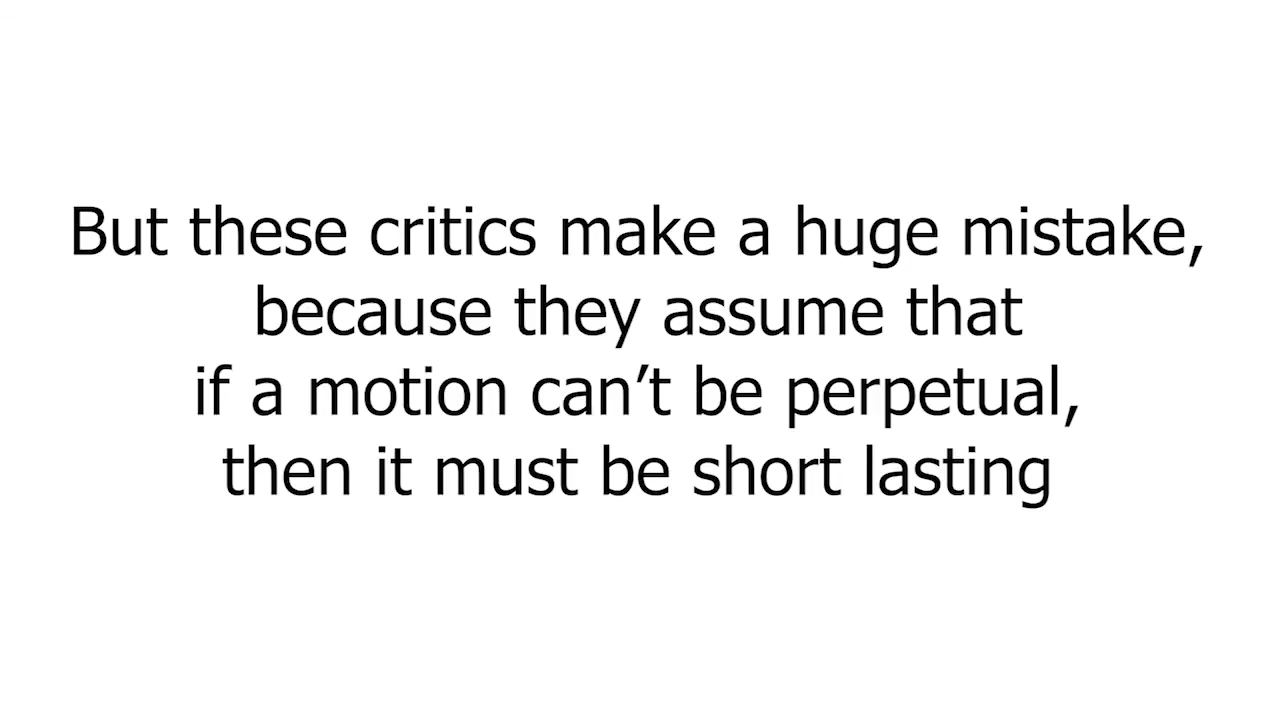 But these critics make a huge mistake,
because they assume that
if a motion can’t be perpetual,
then it must be short lasting